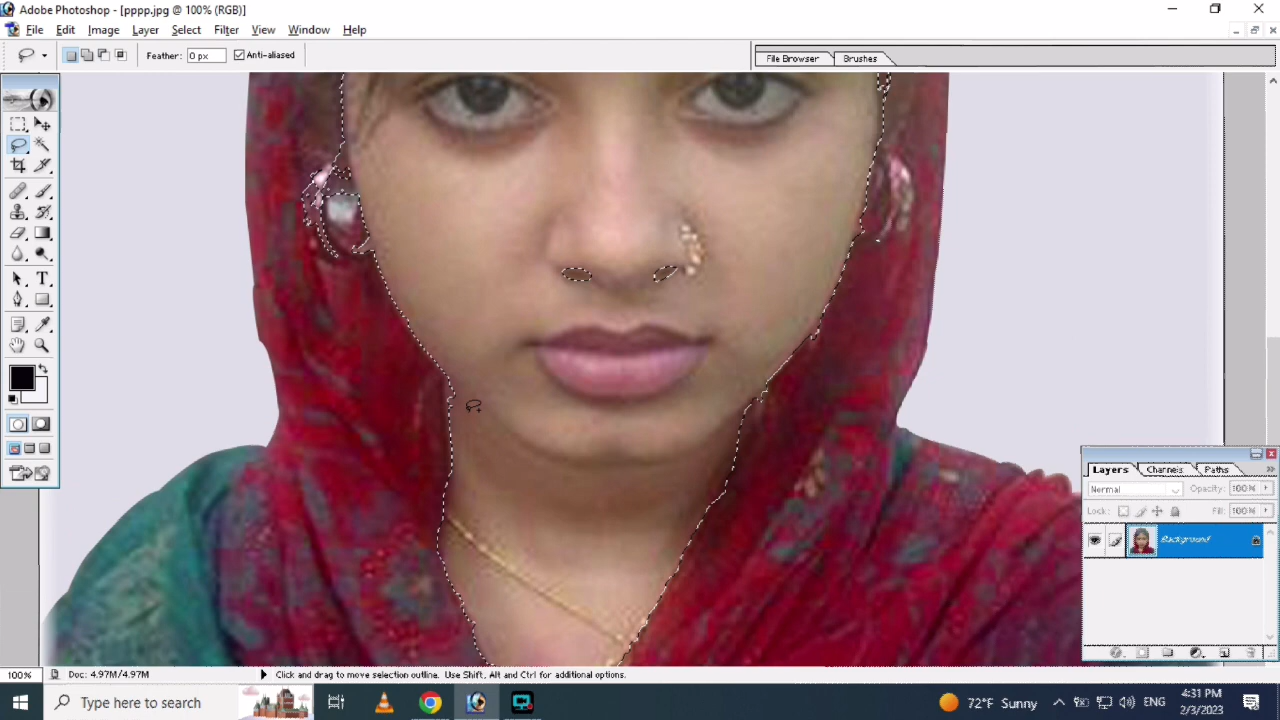 Adobe Photoshop - [pppp.jpg @ 100% (RGB)]
File Edit Image Layer Select Filter View Window Help
Feather: 0 px Anti-aliased
File Browser Brushes
Layers Channels Paths
Normal Opacity: 100%
Lock: Fill: 100%
Background
100% Doc: 4.97M/4.97M Click and drag to move selection outline. Use Shift, Alt and Ctrl for additional options.
Type here to search
72°F Sunny ENG
4:31 PM
2/3/2023